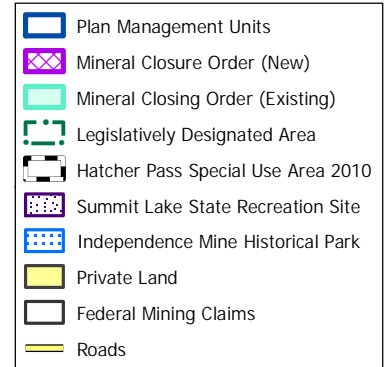 Plan Management Units
Mineral Closure Order (New)
Mineral Closing Order (Existing)
Legislatively Designated Area
Hatcher Pass Special Use Area 2010
Summit Lake State Recreation Site
Independence Mine Historical Park
Private Land
Federal Mining Claims
Roads